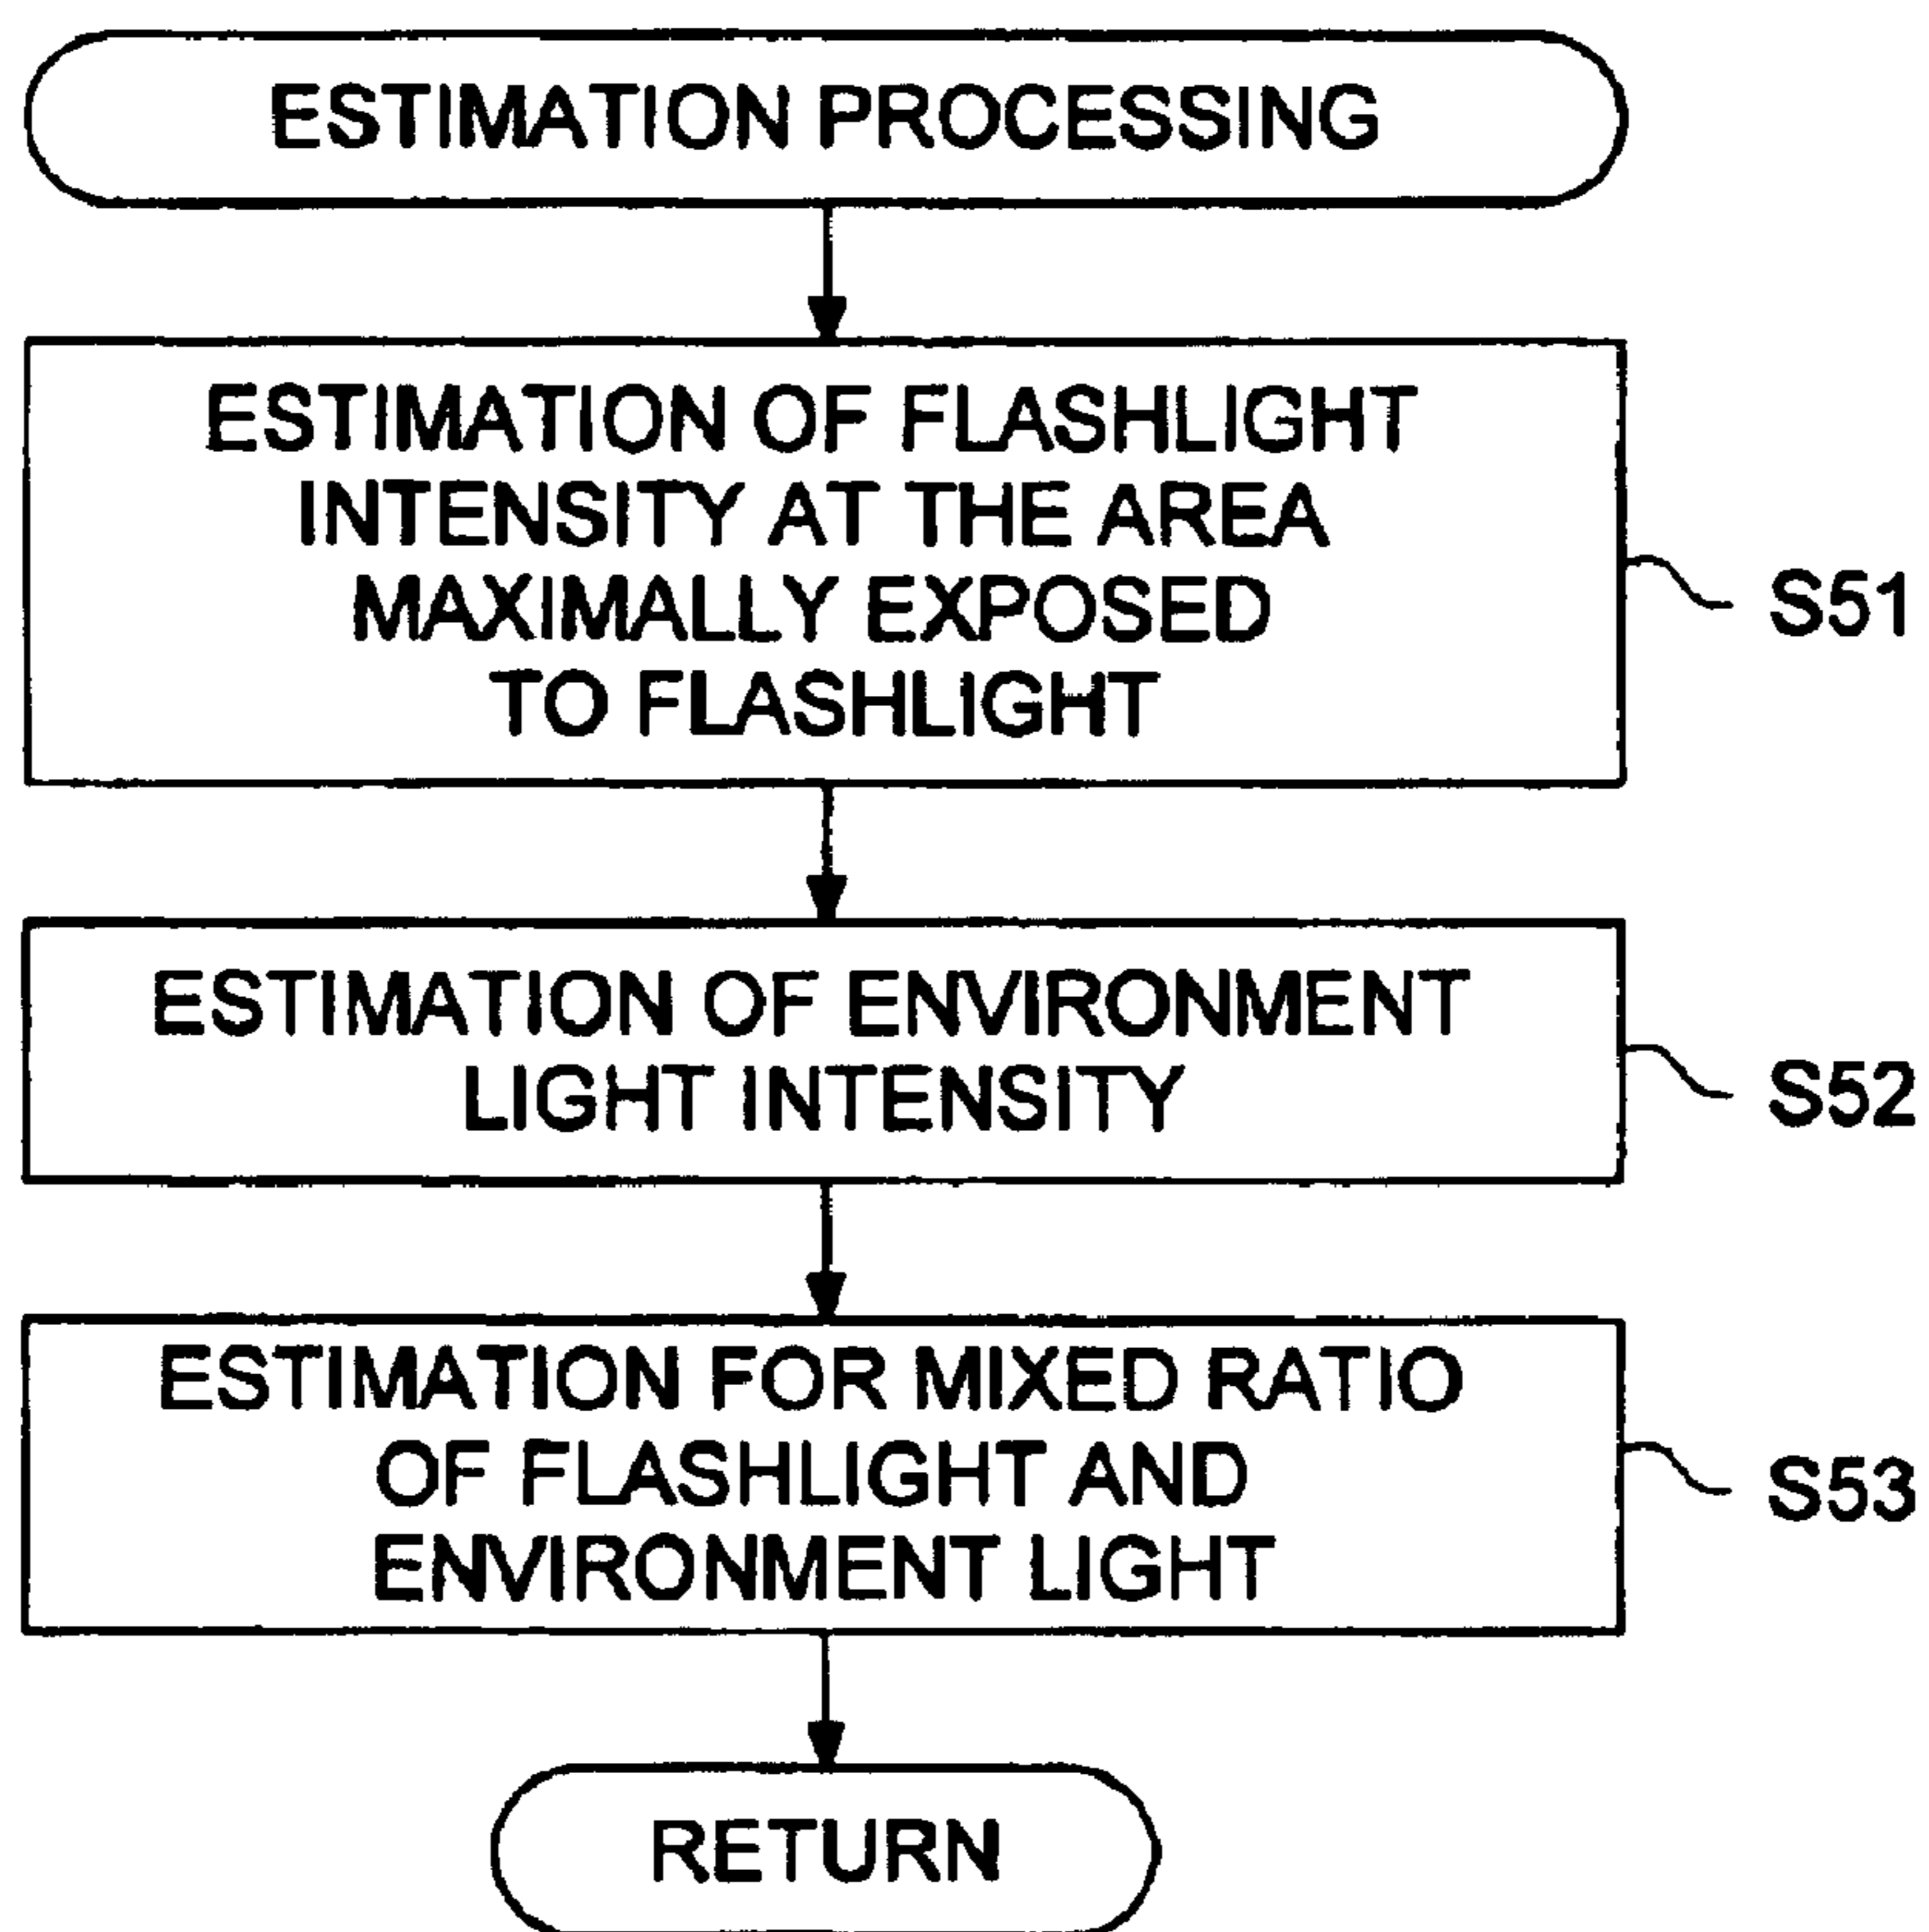 ESTIMATION PROCESSING
ESTIMATION OF FLASHLIGHT
INTENSITY AT THE AREA
MAXIMALLY EXPOSED
TO FLASHLIGHT
S51
ESTIMATION OF ENVIRONMENT
LIGHT INTENSITY
S52
ESTIMATION FOR MIXED RATIO
OF FLASHLIGHT AND
ENVIRONMENT LIGHT
S53
RETURN